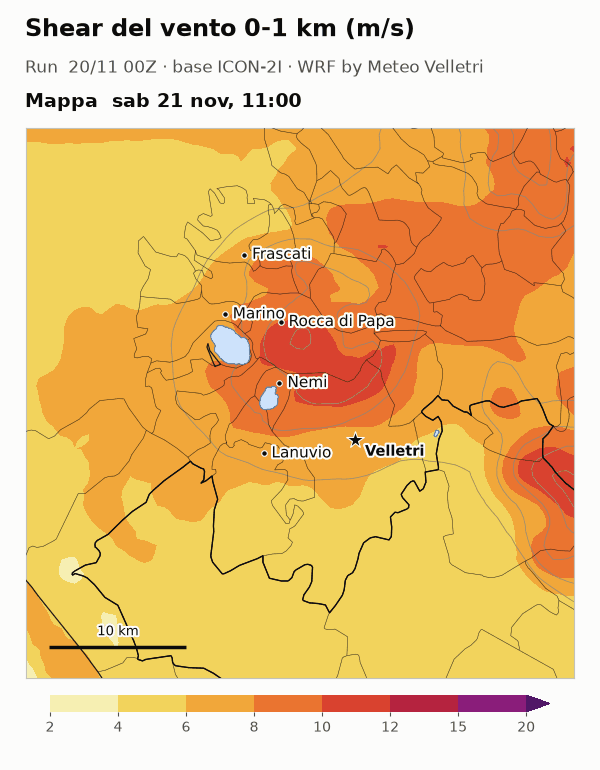 Shear del vento 0-1 km (m/s)
Run  20/11 00Z · base ICON-2I · WRF by Meteo Velletri
Mappa  sab 21 nov, 11:00
Frascati
Marino
Rocca di Papa
Nemi
Velletri
Lanuvio
10 km
2 4 6 8 10 12 15 20